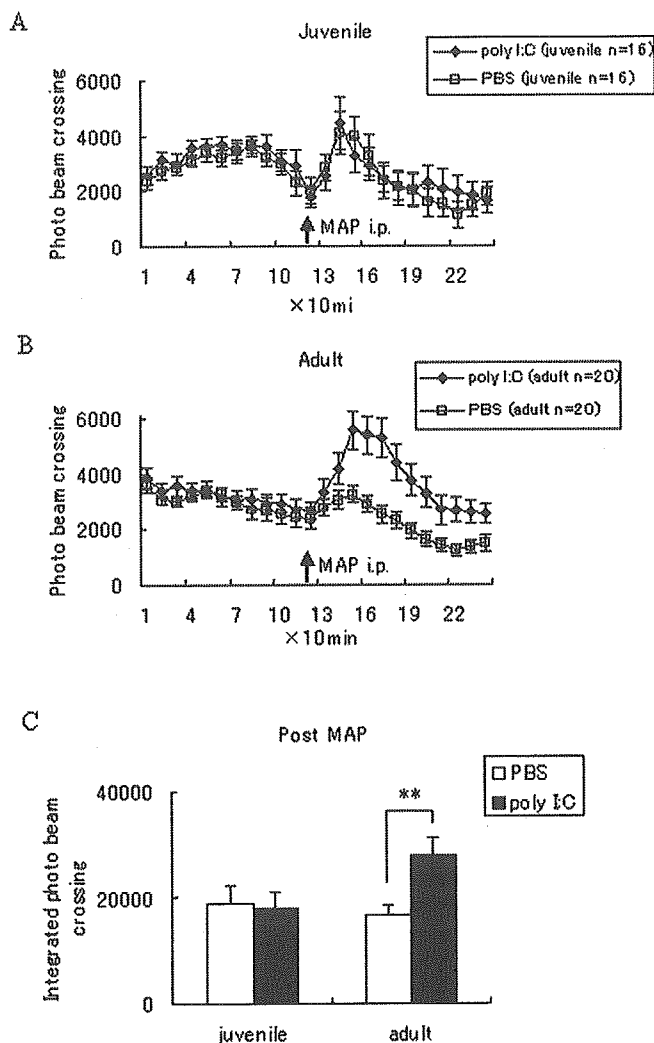 A
Juvenile
poly I:C (juvenile n=16)
PBS (juvenile n=16)
Photo beam crossing
6000
4000
2000
0
MAP i.p.
1 4 7 10 13 16 19 22
×10mi
B
Adult
poly I:C (adult n=20)
PBS (adult n=20)
Photo beam crossing
6000
4000
2000
0
MAP i.p.
1 4 7 10 13 16 19 22
×10min
C
Post MAP
PBS
poly I:C
Integrated photo beam
crossing
40000
20000
0
**
juvenile adult